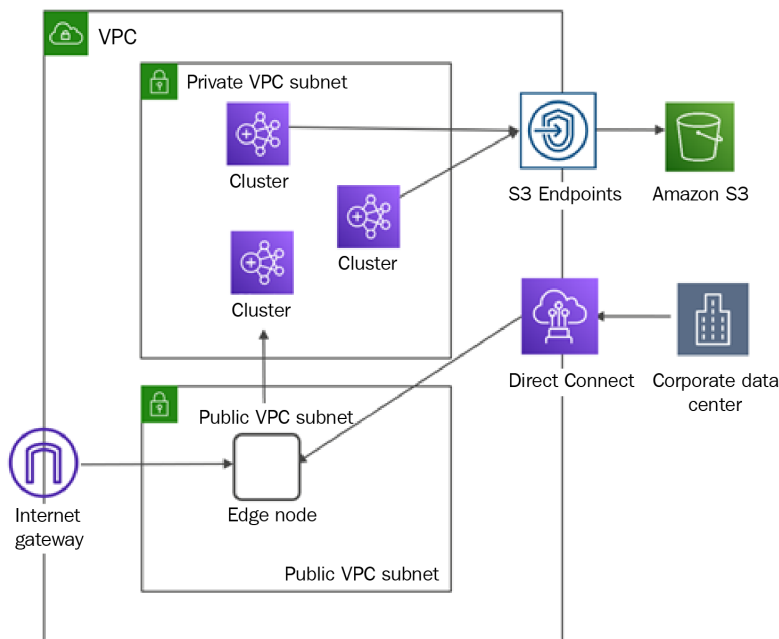 VPC
Private VPC subnet
Cluster
Cluster
Cluster
S3 Endpoints
Amazon S3
Direct Connect
Corporate data
center
Public VPC subnet
Edge node
Internet
gateway
Public VPC subnet